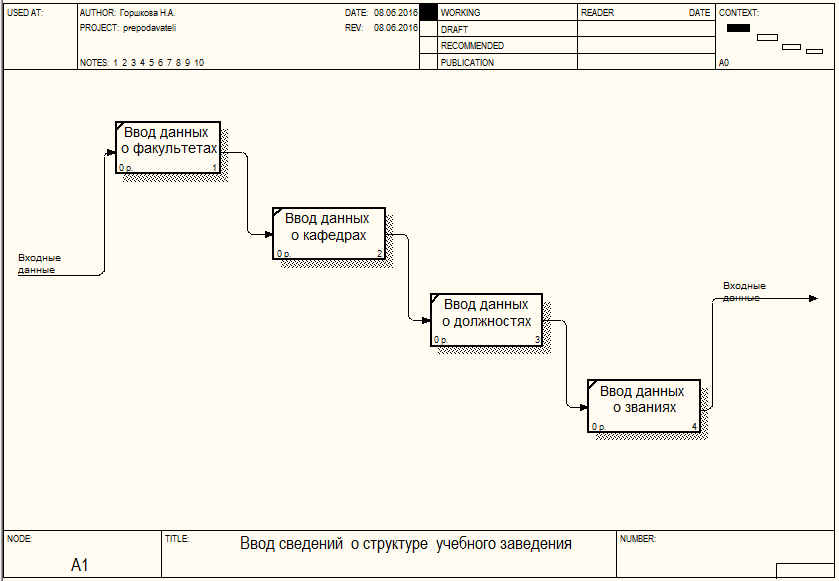 USED AT:
AUTHOR: Горшкова Н.А.
DATE: 08.06.2016
WORKING
READER
DATE
CONTEXT:
PROJECT: prepodavateli
REV: 08.06.2016
DRAFT
RECOMMENDED
NOTES: 1 2 3 4 5 6 7 8 9 10
PUBLICATION
A0
Ввод данных
о факультетах
0 р.
1
Ввод данных
о кафедрах
0 р.
2
Входные
данные
Ввод данных
о должностях
0 р.
3
Входные
данные
Ввод данных
о званиях
0 р.
4
NODE:
A1
TITLE:
Ввод сведений о структуре учебного заведения
NUMBER: